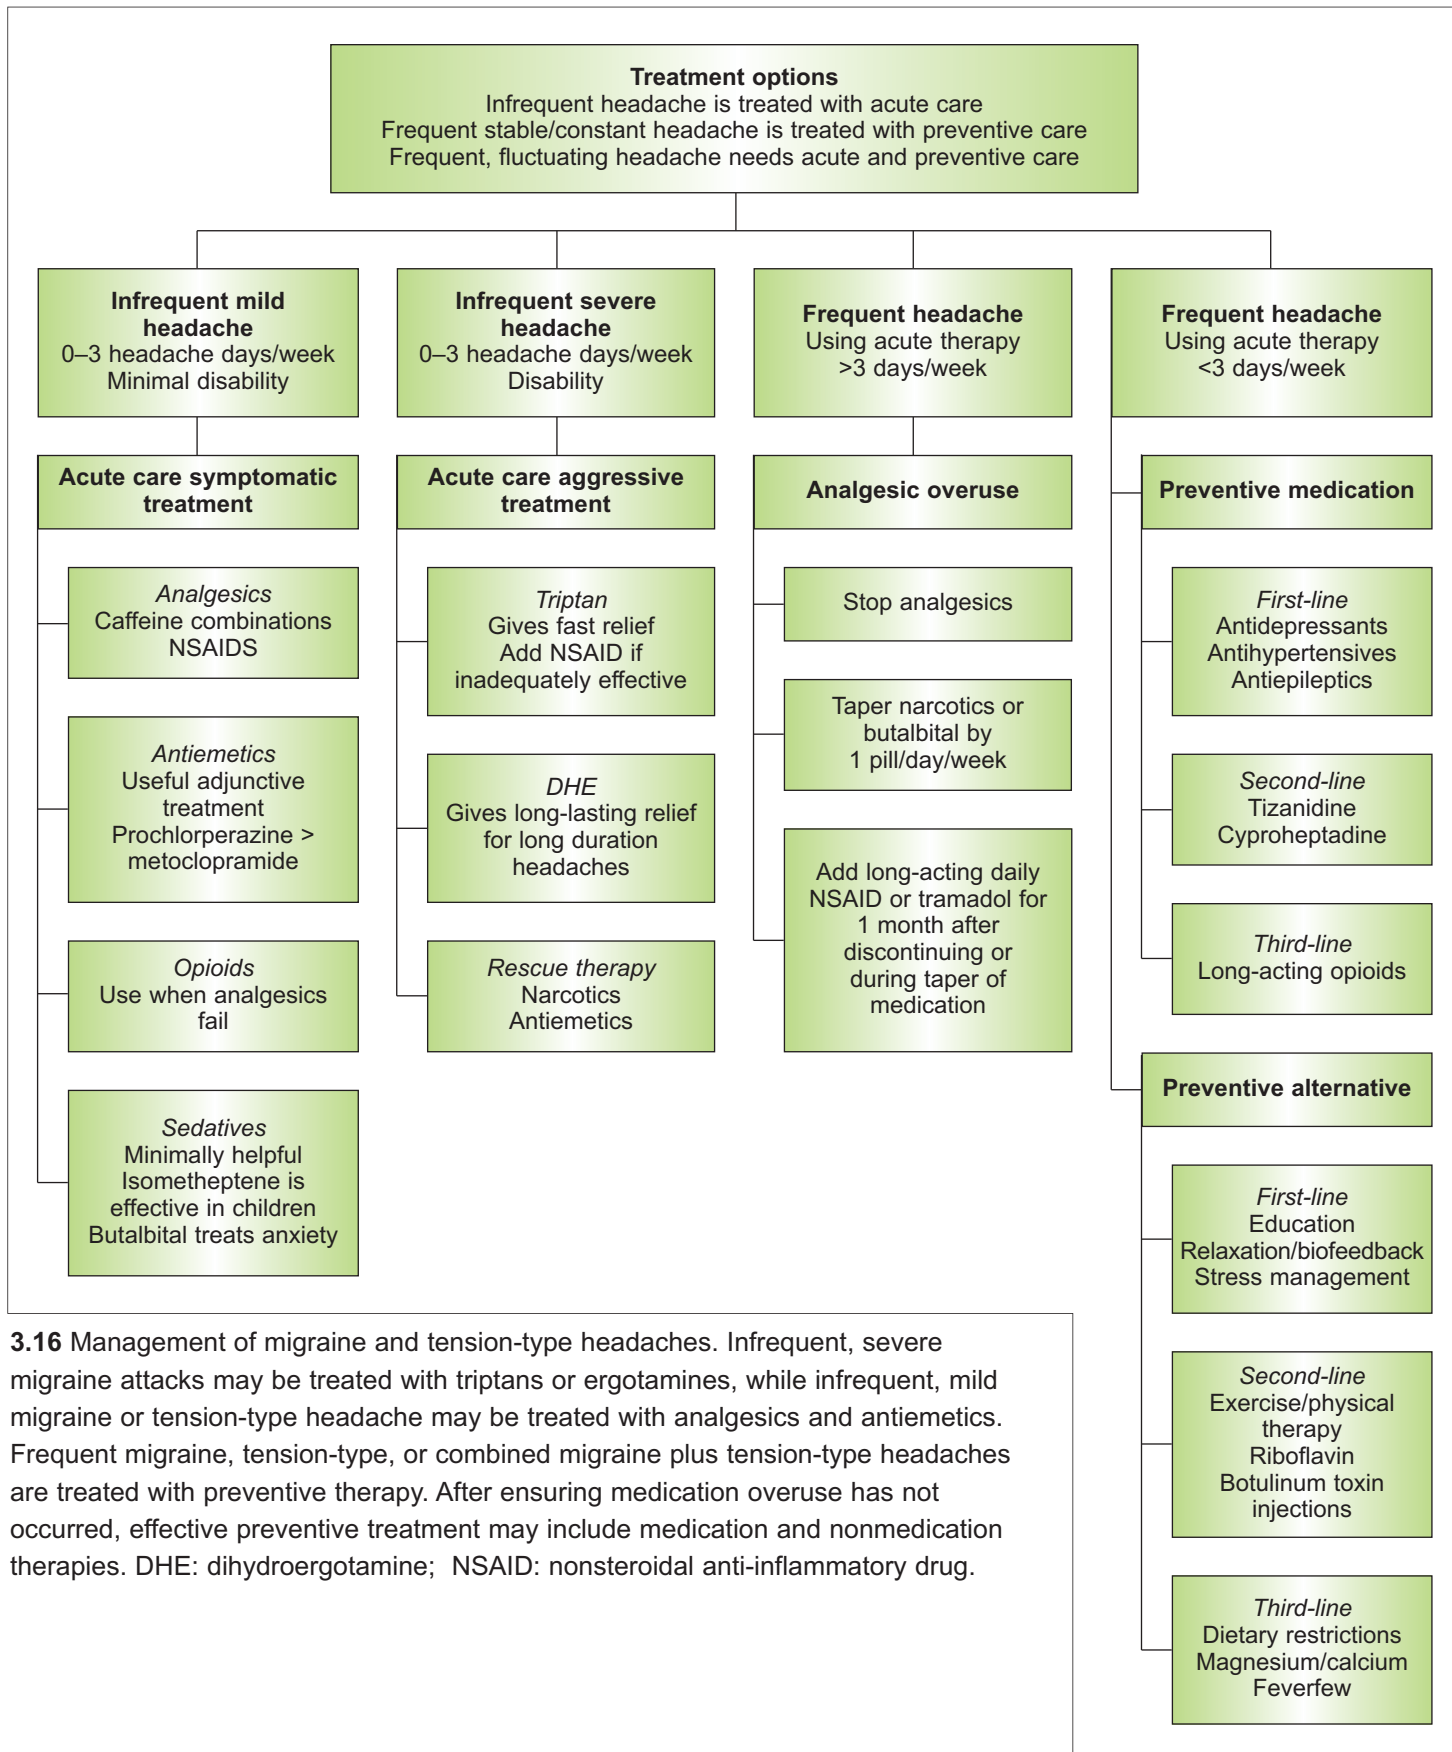 Treatment options
Infrequent headache is treated with acute care
Frequent stable/constant headache is treated with preventive care
Frequent, fluctuating headache needs acute and preventive care
Infrequent mild
headache
0–3 headache days/week
Minimal disability
Acute care symptomatic
treatment
Analgesics
Caffeine combinations
NSAIDS
Antiemetics
Useful adjunctive
treatment
Prochlorperazine >
metoclopramide
Opioids
Use when analgesics
fail
Sedatives
Minimally helpful
Isometheptene is
effective in children
Butalbital treats anxiety
Infrequent severe
headache
0–3 headache days/week
Disability
Acute care aggressive
treatment
Triptan
Gives fast relief
Add NSAID if
inadequately effective
DHE
Gives long-lasting relief
for long duration
headaches
Rescue therapy
Narcotics
Antiemetics
Frequent headache
Using acute therapy
>3 days/week
Analgesic overuse
Stop analgesics
Taper narcotics or
butalbital by
1 pill/day/week
Add long-acting daily
NSAID or tramadol for
1 month after
discontinuing or
during taper of
medication
Frequent headache
Using acute therapy
<3 days/week
Preventive medication
First-line
Antidepressants
Antihypertensives
Antiepileptics
Second-line
Tizanidine
Cyproheptadine
Third-line
Long-acting opioids
Preventive alternative
First-line
Education
Relaxation/biofeedback
Stress management
Second-line
Exercise/physical
therapy
Riboflavin
Botulinum toxin
injections
Third-line
Dietary restrictions
Magnesium/calcium
Feverfew
3.16 Management of migraine and tension-type headaches. Infrequent, severe
migraine attacks may be treated with triptans or ergotamines, while infrequent, mild
migraine or tension-type headache may be treated with analgesics and antiemetics.
Frequent migraine, tension-type, or combined migraine plus tension-type headaches
are treated with preventive therapy. After ensuring medication overuse has not
occurred, effective preventive treatment may include medication and nonmedication
therapies. DHE: dihydroergotamine; NSAID: nonsteroidal anti-inflammatory drug.